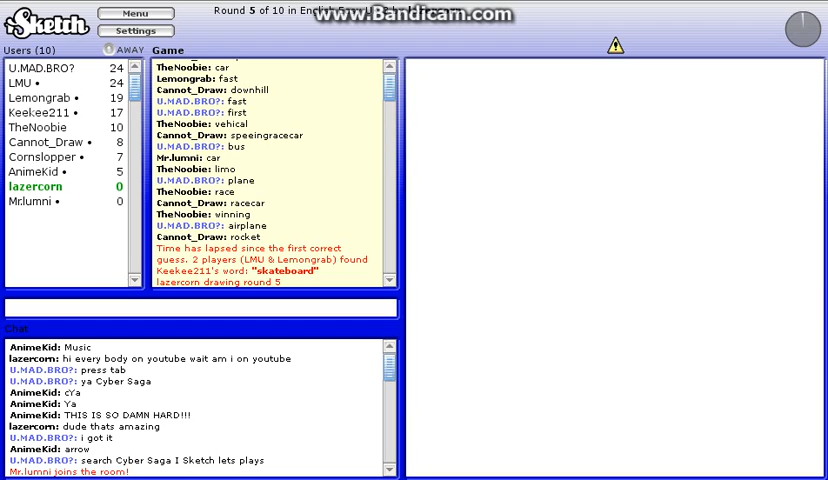 iSketch
Menu
Settings
Round 5 of 10 in English
www.Bandicam.com
Users (10)
AWAY
Game
U.MAD.BRO? 24
LMU • 24
Lemongrab • 19
Keekee211 • 17
TheNoobie 10
Cannot_Draw • 8
Cornslopper • 7
AnimeKid • 5
lazercorn 0
Mr.lumni • 0
TheNoobie: car
Lemongrab: fast
Cannot_Draw: downhill
U.MAD.BRO?: fast
U.MAD.BRO?: first
TheNoobie: vehical
Cannot_Draw: speeingracecar
U.MAD.BRO?: bus
Mr.lumni: car
TheNoobie: limo
U.MAD.BRO?: plane
TheNoobie: race
Cannot_Draw: racecar
TheNoobie: winning
U.MAD.BRO?: airplane
Cannot_Draw: rocket
Time has lapsed since the first correct
guess. 2 players (LMU & Lemongrab) found
Keekee211's word: "skateboard"
lazercorn drawing round 5
Chat
AnimeKid: Music
lazercorn: hi every body on youtube wait am i on youtube
U.MAD.BRO?: press tab
U.MAD.BRO?: ya Cyber Saga
AnimeKid: cYa
AnimeKid: Ya
AnimeKid: THIS IS SO DAMN HARD!!!
lazercorn: dude thats amazing
U.MAD.BRO?: i got it
AnimeKid: arrow
U.MAD.BRO?: search Cyber Saga I Sketch lets plays
Mr.lumni joins the room!